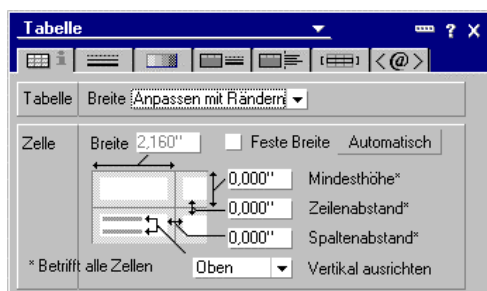 Tabelle ?
<@>
Tabelle Breite Anpassen mit Rändern
Zelle Breite 2,160" Feste Breite Automatisch
0,000" Mindesthöhe*
0,000" Zeilenabstand*
0,000" Spaltenabstand*
* Betrifft alle Zellen Oben Vertikal ausrichten